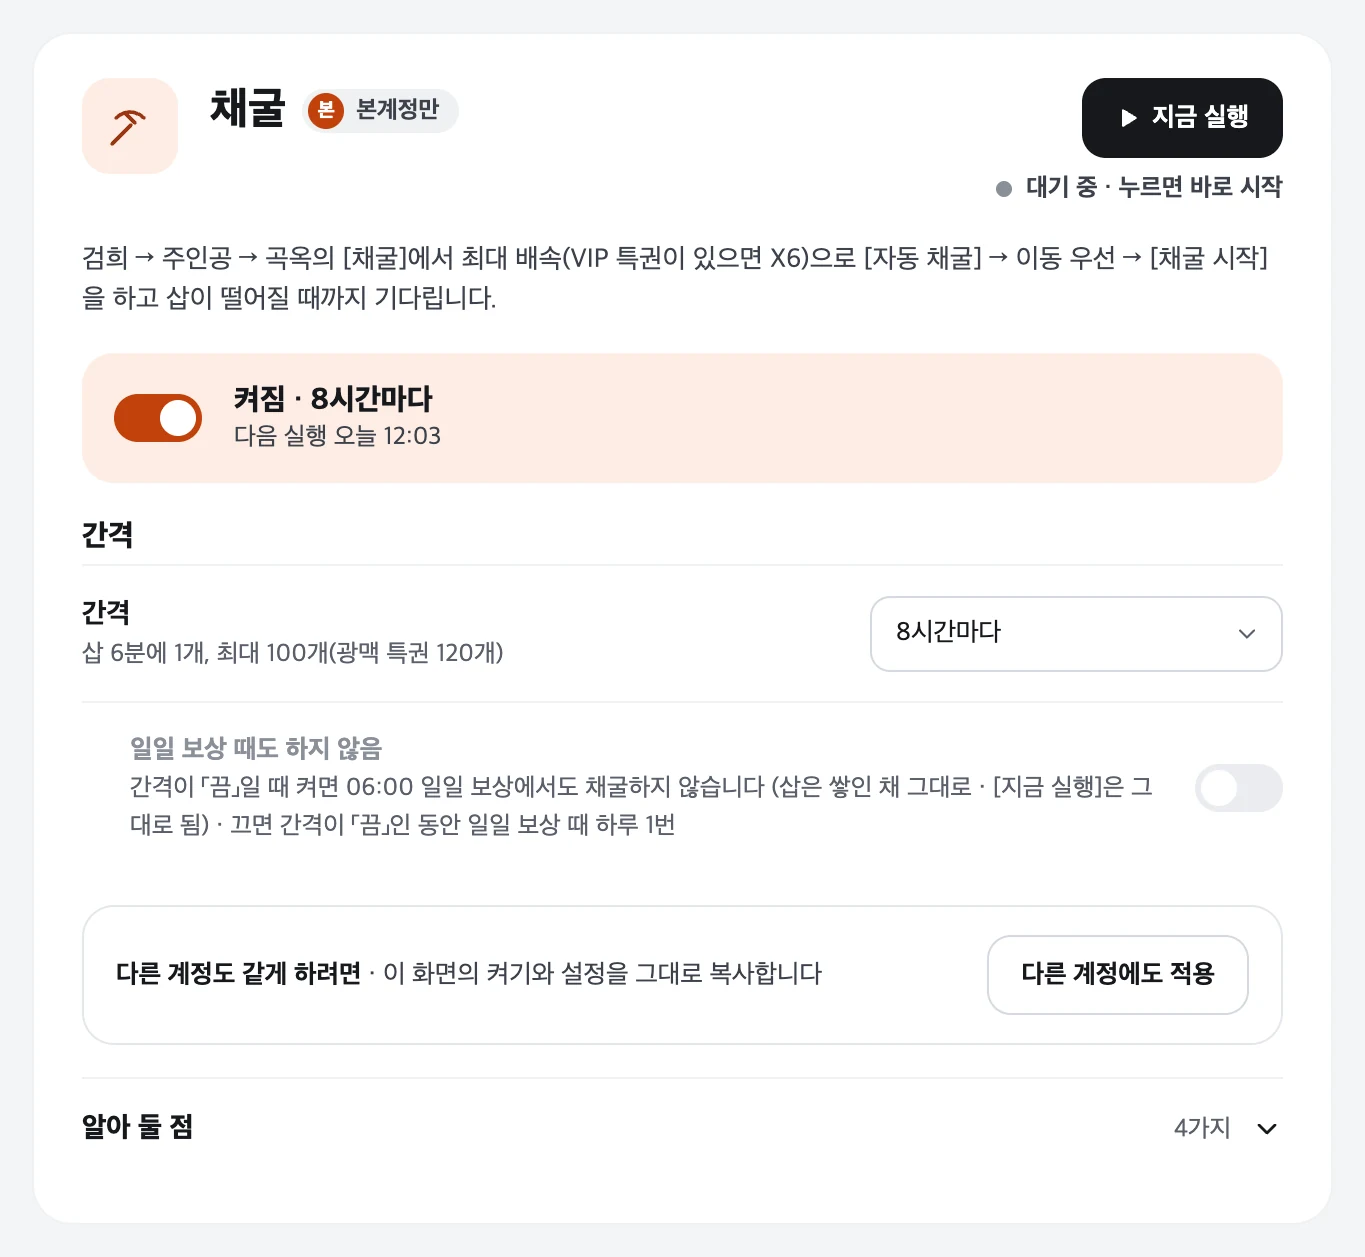 채굴
본 본계정만
▶ 지금 실행
대기 중 · 누르면 바로 시작
검희 → 주인공 → 곡옥의 [채굴]에서 최대 배속(VIP 특권이 있으면 X6)으로 [자동 채굴] → 이동 우선 → [채굴 시작]
을 하고 삽이 떨어질 때까지 기다립니다.
켜짐 · 8시간마다
다음 실행 오늘 12:03
간격
간격
삽 6분에 1개, 최대 100개(광맥 특권 120개)
8시간마다
일일 보상 때도 하지 않음
간격이 「끔」일 때 켜면 06:00 일일 보상에서도 채굴하지 않습니다 (삽은 쌓인 채 그대로 · [지금 실행]은 그
대로 됨) · 끄면 간격이 「끔」인 동안 일일 보상 때 하루 1번
다른 계정도 같게 하려면 · 이 화면의 켜기와 설정을 그대로 복사합니다
다른 계정에도 적용
알아 둘 점
4가지